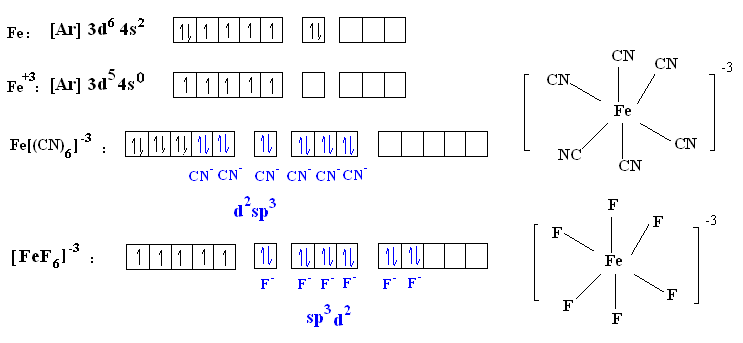 Fe: [Ar] 3d⁶ 4s²
Fe⁺³: [Ar] 3d⁵ 4s⁰
Fe[(CN)₆]⁻³ :
CN⁻ CN⁻ CN⁻ CN⁻ CN⁻ CN⁻
d²sp³
[FeF₆]⁻³ :
F⁻ F⁻ F⁻ F⁻ F⁻ F⁻
sp³d²
-3
CN
CN
CN
Fe
NC
CN
CN
-3
F
F
F
Fe
F
F
F